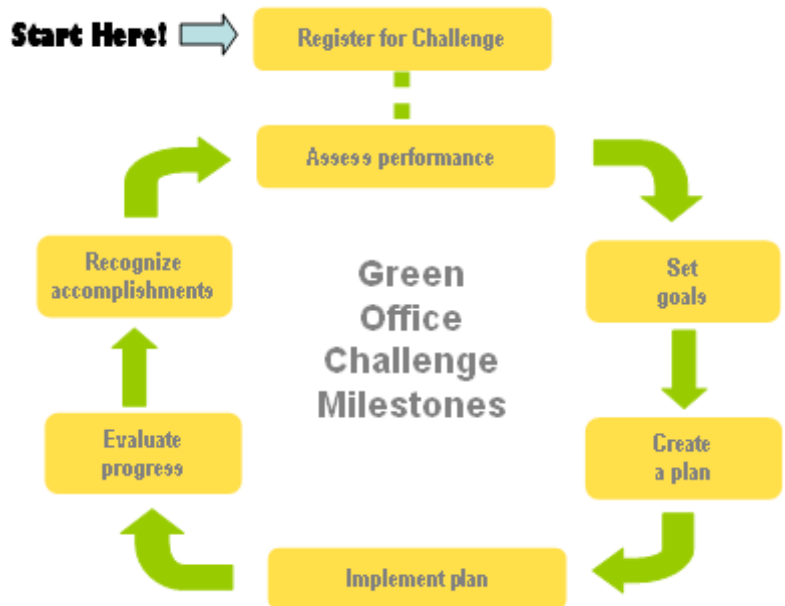 Start Here!
Register for Challenge
Assess performance
Set
goals
Create
a plan
Implement plan
Evaluate
progress
Recognize
accomplishments
Green
Office
Challenge
Milestones